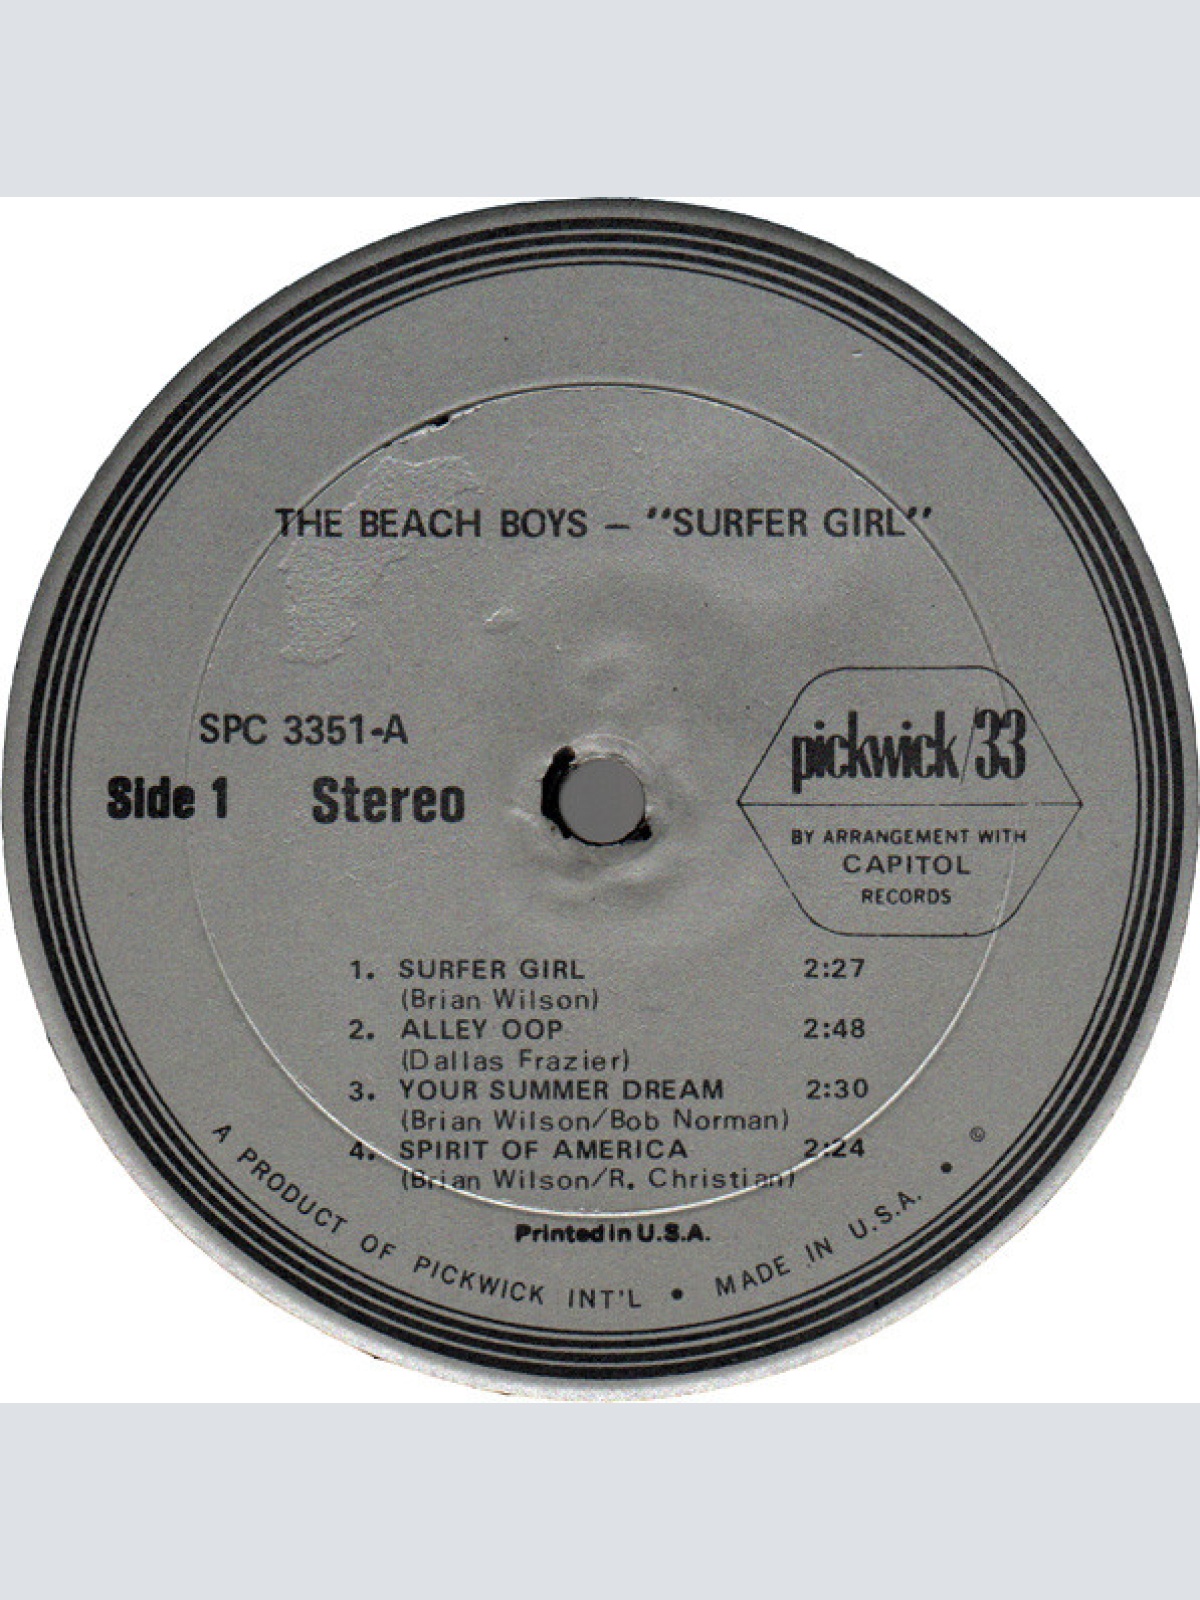 THE BEACH BOYS – "SURFER GIRL"
SPC 3351-A
Side 1 Stereo
pickwick/33
BY ARRANGEMENT WITH
CAPITOL
RECORDS
1. SURFER GIRL 2:27
(Brian Wilson)
2. ALLEY OOP 2:48
(Dallas Frazier)
3. YOUR SUMMER DREAM 2:30
(Brian Wilson/Bob Norman)
4. SPIRIT OF AMERICA 2:24
(Brian Wilson/R. Christian)
Printed in U.S.A.
A PRODUCT OF PICKWICK INT'L • MADE IN U.S.A. • ©